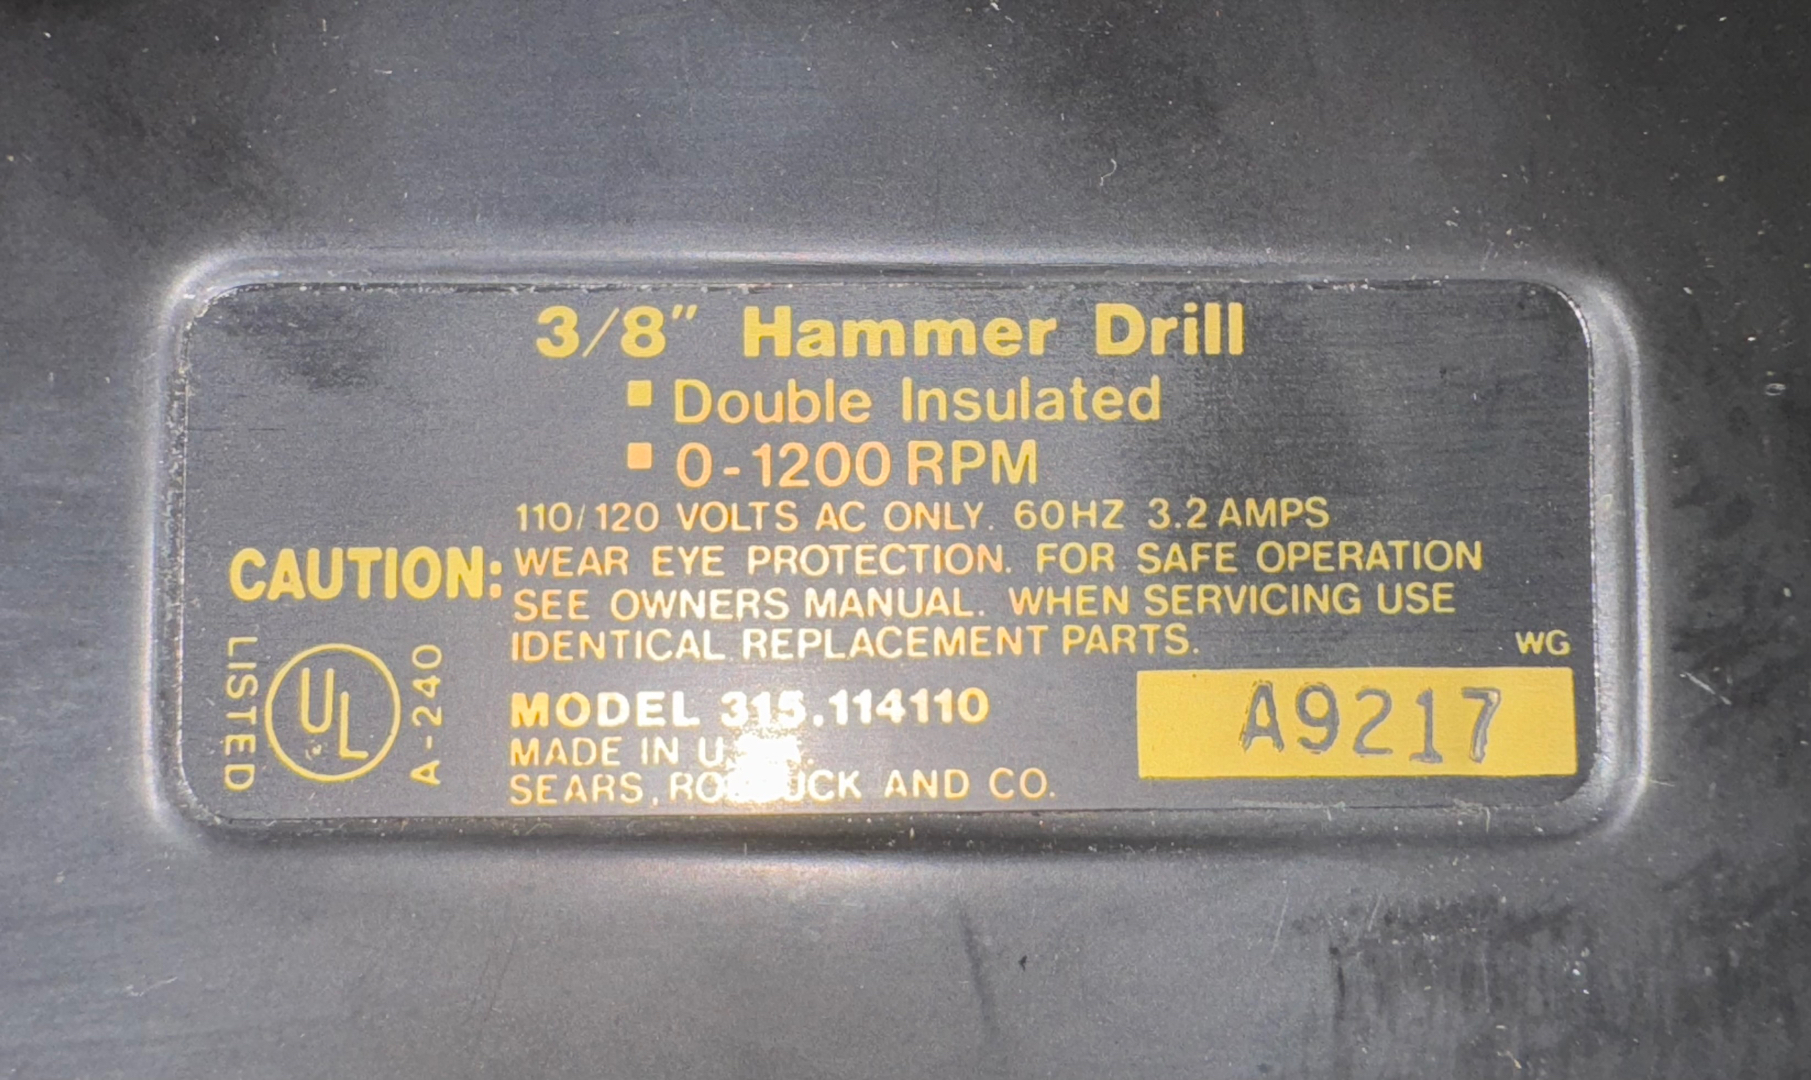 3/8" Hammer Drill
▪ Double Insulated
▪ 0-1200 RPM
110/120 VOLTS AC ONLY. 60HZ 3.2 AMPS
CAUTION: WEAR EYE PROTECTION. FOR SAFE OPERATION
SEE OWNERS MANUAL. WHEN SERVICING USE
IDENTICAL REPLACEMENT PARTS.
WG
LISTED
UL
A-240
MODEL 315.114110
A9217
MADE IN
SEARS, AND CO.